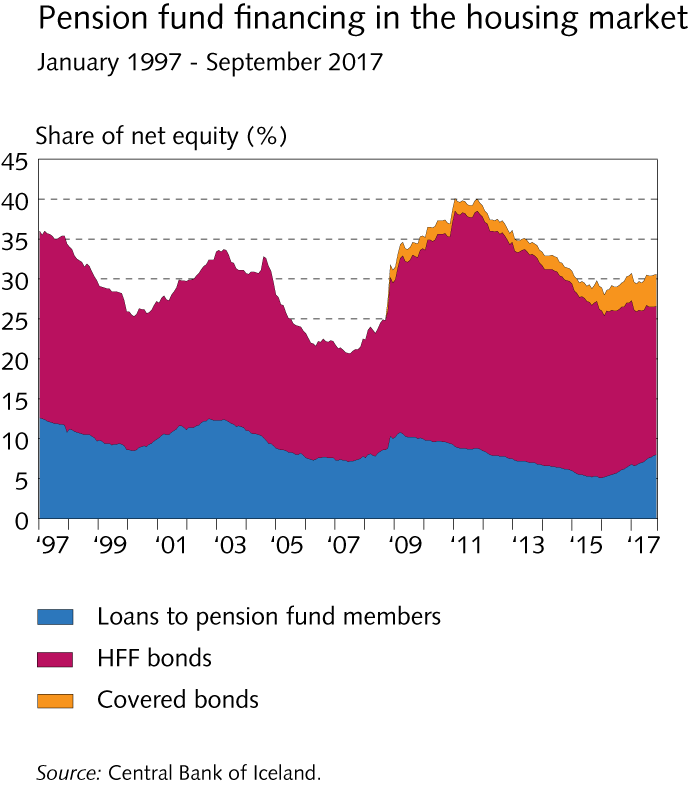 Pension fund financing in the housing market
January 1997 - September 2017
Share of net equity (%)
45
40
35
30
25
20
15
10
5
0
‘97 ‘99 ‘01 ‘03 ‘05 ‘07 ‘09 ‘11 ‘13 ‘15 ‘17
Loans to pension fund members
HFF bonds
Covered bonds
Source: Central Bank of Iceland.